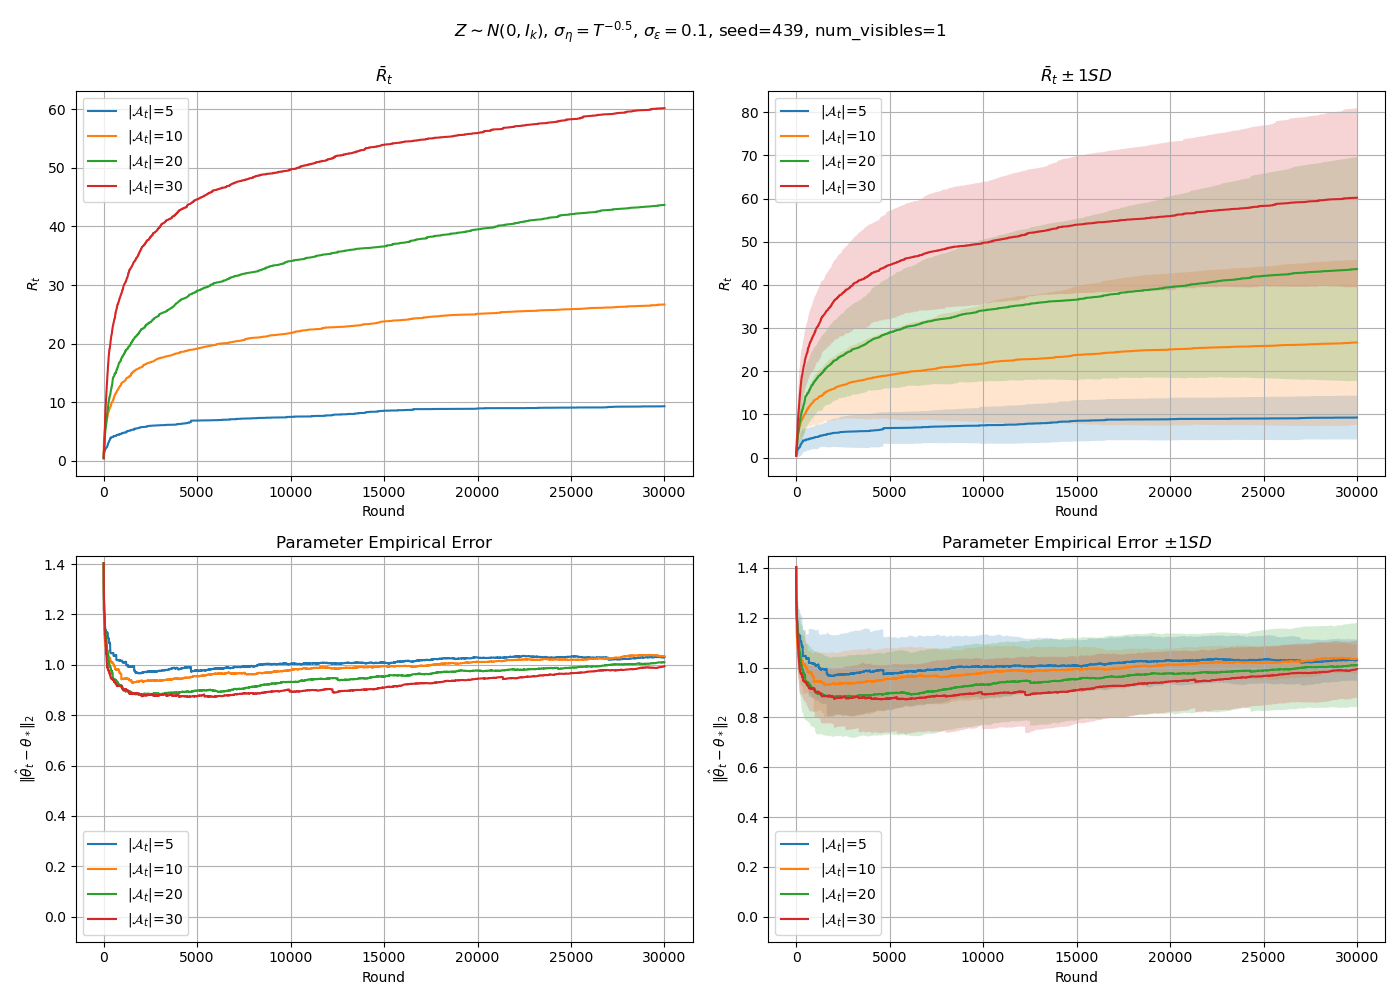 Z ∼ N(0, I_k), σ_η = T^{−0.5}, σ_ε = 0.1, seed=439, num_visibles=1
R̄_t
R_t
60
50
40
30
20
10
0
|𝒜_t|=5
|𝒜_t|=10
|𝒜_t|=20
|𝒜_t|=30
0 5000 10000 15000 20000 25000 30000
Round
R̄_t ± 1SD
R_t
80
70
60
50
40
30
20
10
0
|𝒜_t|=5
|𝒜_t|=10
|𝒜_t|=20
|𝒜_t|=30
0 5000 10000 15000 20000 25000 30000
Round
Parameter Empirical Error
‖θ̂_t − θ_*‖_2
1.4
1.2
1.0
0.8
0.6
0.4
0.2
0.0
|𝒜_t|=5
|𝒜_t|=10
|𝒜_t|=20
|𝒜_t|=30
0 5000 10000 15000 20000 25000 30000
Round
Parameter Empirical Error ±1SD
‖θ̂_t − θ_*‖_2
1.4
1.2
1.0
0.8
0.6
0.4
0.2
0.0
|𝒜_t|=5
|𝒜_t|=10
|𝒜_t|=20
|𝒜_t|=30
0 5000 10000 15000 20000 25000 30000
Round